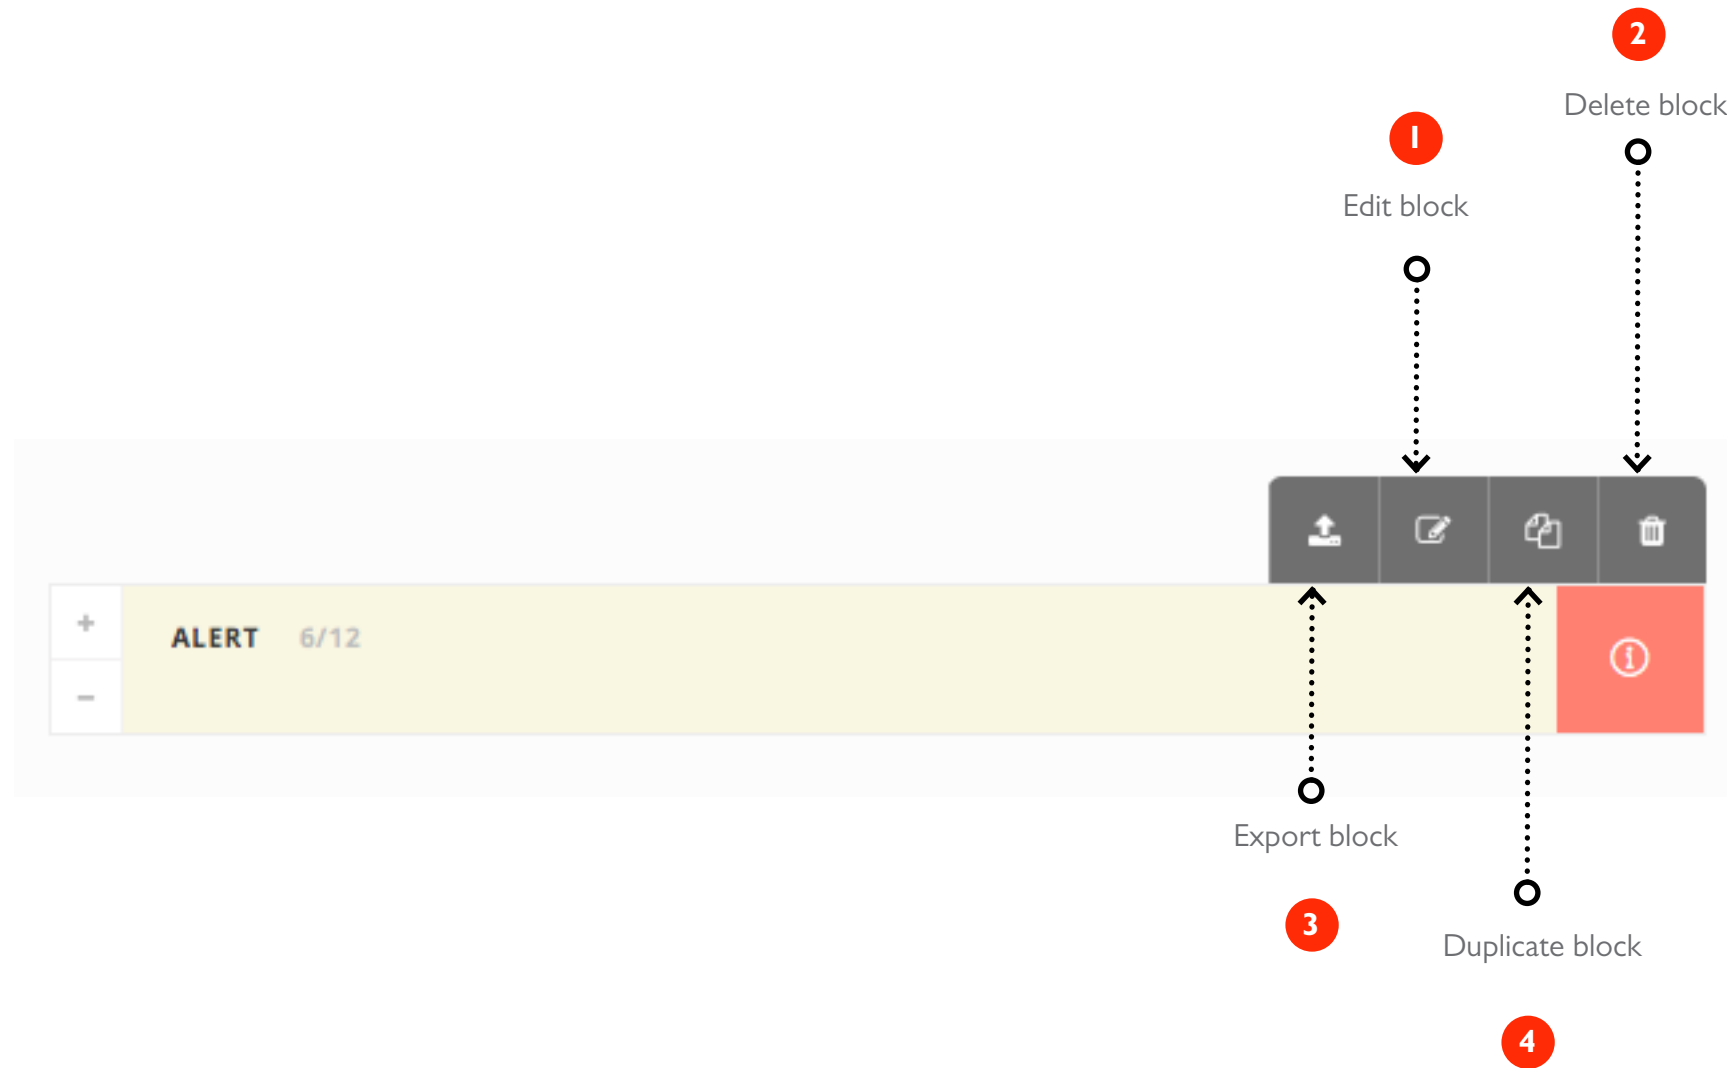 2
Delete block
1
Edit block
+
ALERT 6/12
-
Export block
3
Duplicate block
4